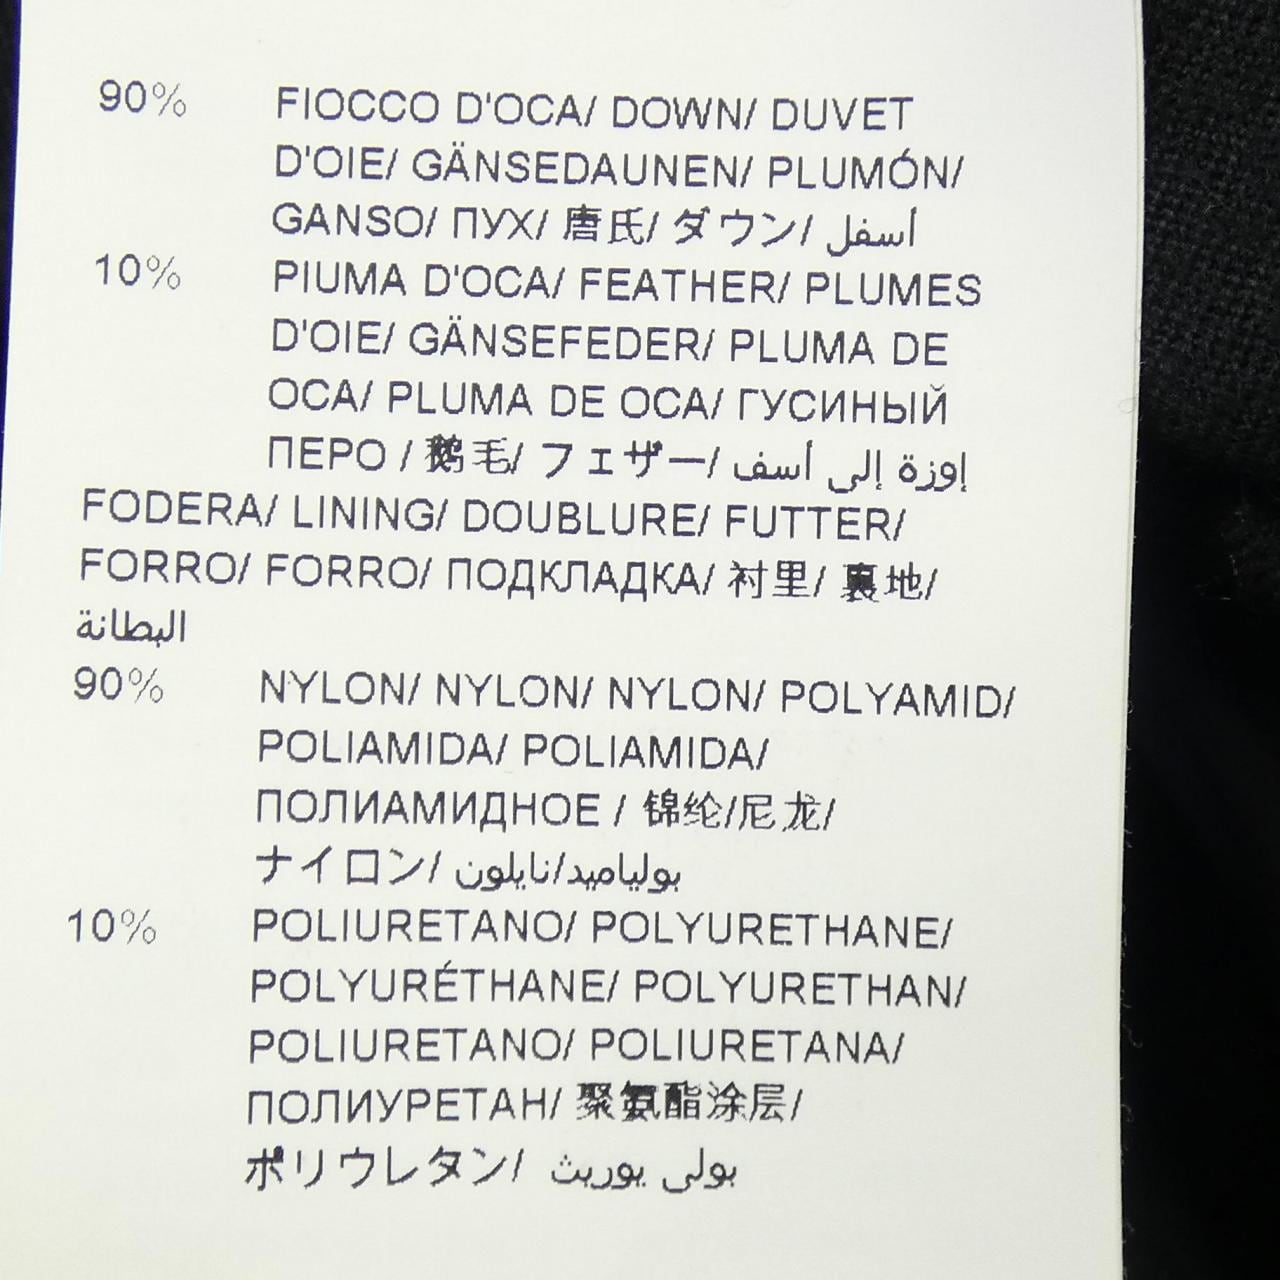 90% FIOCCO D'OCA/ DOWN/ DUVET
D'OIE/ GÄNSEDAUNEN/ PLUMÓN/
GANSO/ ПУХ/ 唐氏/ ダウン/ أسفل
10% PIUMA D'OCA/ FEATHER/ PLUMES
D'OIE/ GÄNSEFEDER/ PLUMA DE
OCA/ PLUMA DE OCA/ ГУСИНЫЙ
ПЕРО / 鹅毛/ フェザー/ إوزة إلى أسف
FODERA/ LINING/ DOUBLURE/ FUTTER/
FORRO/ FORRO/ ПОДКЛАДКА/ 衬里/ 裏地/
البطانة
90% NYLON/ NYLON/ NYLON/ POLYAMID/
POLIAMIDA/ POLIAMIDA/
ПОЛИАМИДНОЕ / 锦纶/尼龙/
ナイロン/ بولياميد/نايلون
10% POLIURETANO/ POLYURETHANE/
POLYURÉTHANE/ POLYURETHAN/
POLIURETANO/ POLIURETANA/
ПОЛИУРЕТАН/ 聚氨酯涂层/
ポリウレタン/ بولى يوريث